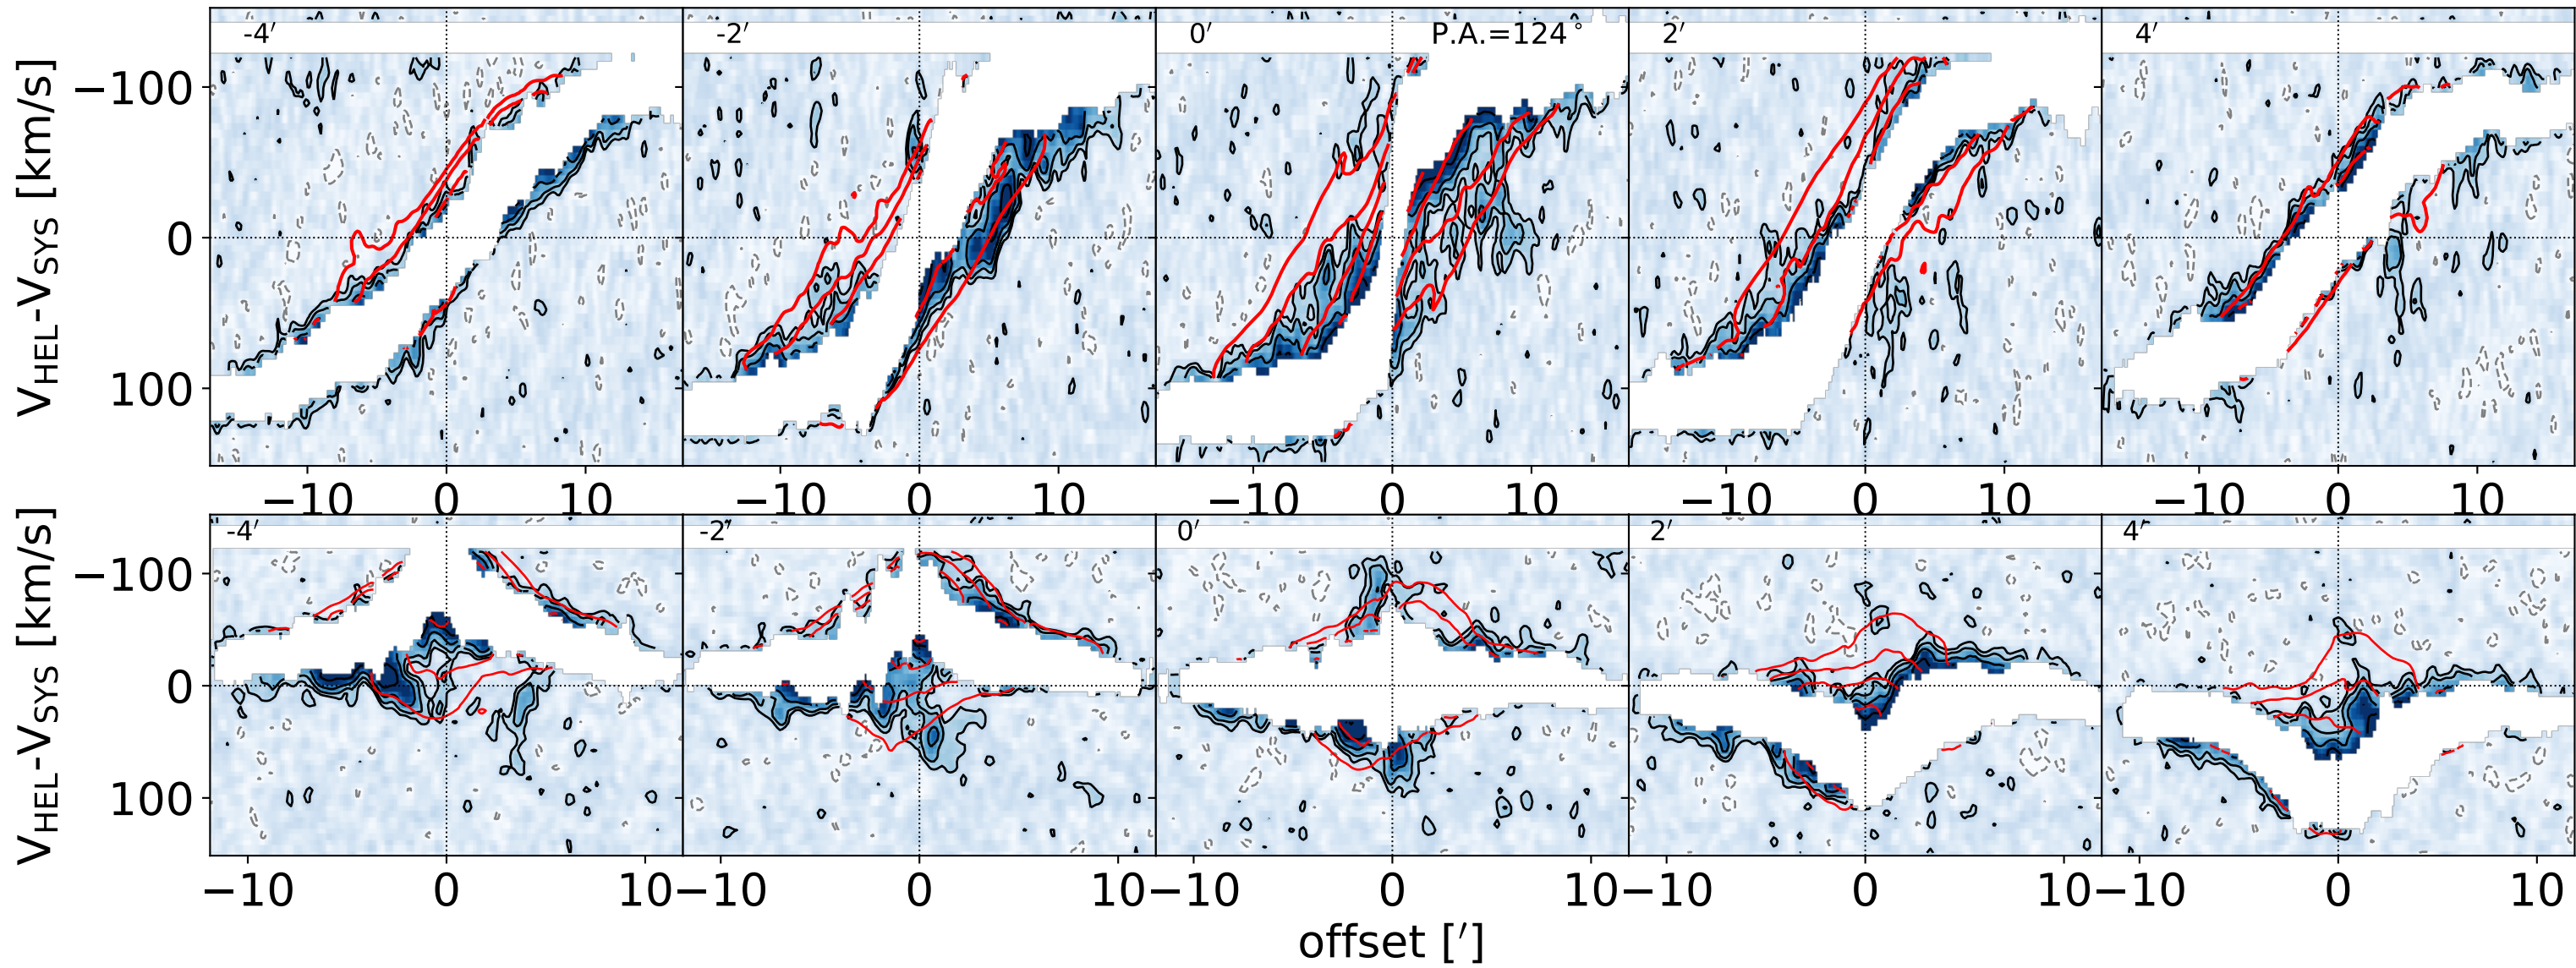 -4′ -2′ 0′ P.A.=124° 2′ 4′
V_HEL-V_SYS [km/s]
−100
0
100
−10 0 10 −10 0 10 −10 0 10 −10 0 10 −10 0 10
-4′ -2′ 0′ 2′ 4′
V_HEL-V_SYS [km/s]
−100
0
100
−10 0 10 −10 0 10 −10 0 10 −10 0 10 −10 0 10
offset [′]